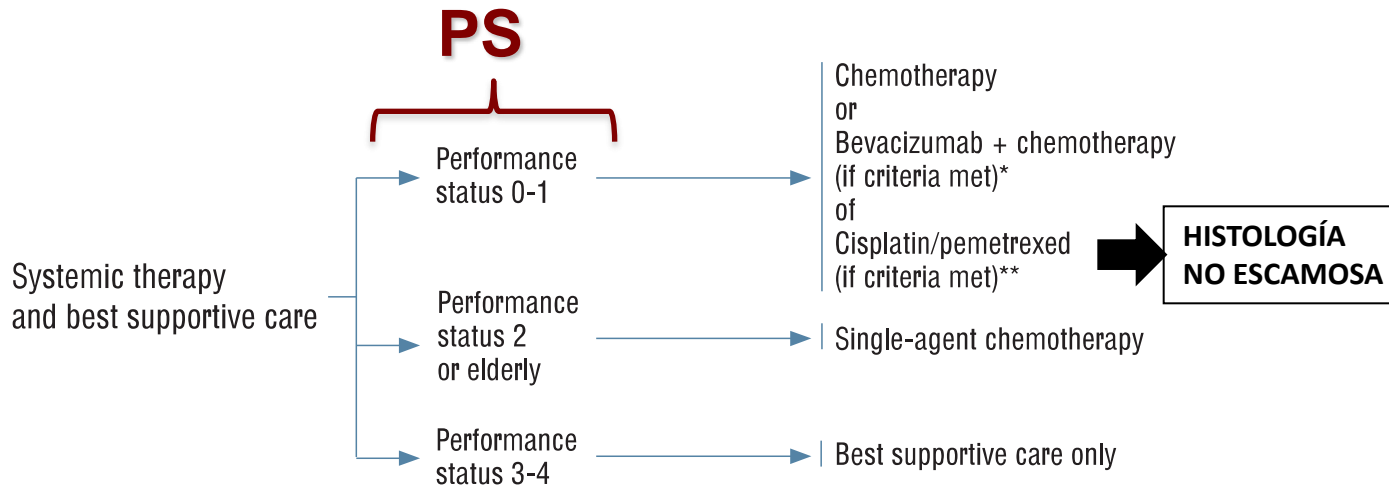 PS
Systemic therapy
and best supportive care
Performance
status 0-1
Chemotherapy
or
Bevacizumab + chemotherapy
(if criteria met)*
of
Cisplatin/pemetrexed
(if criteria met)**
HISTOLOGÍA
NO ESCAMOSA
Performance
status 2
or elderly
Single-agent chemotherapy
Performance
status 3-4
Best supportive care only